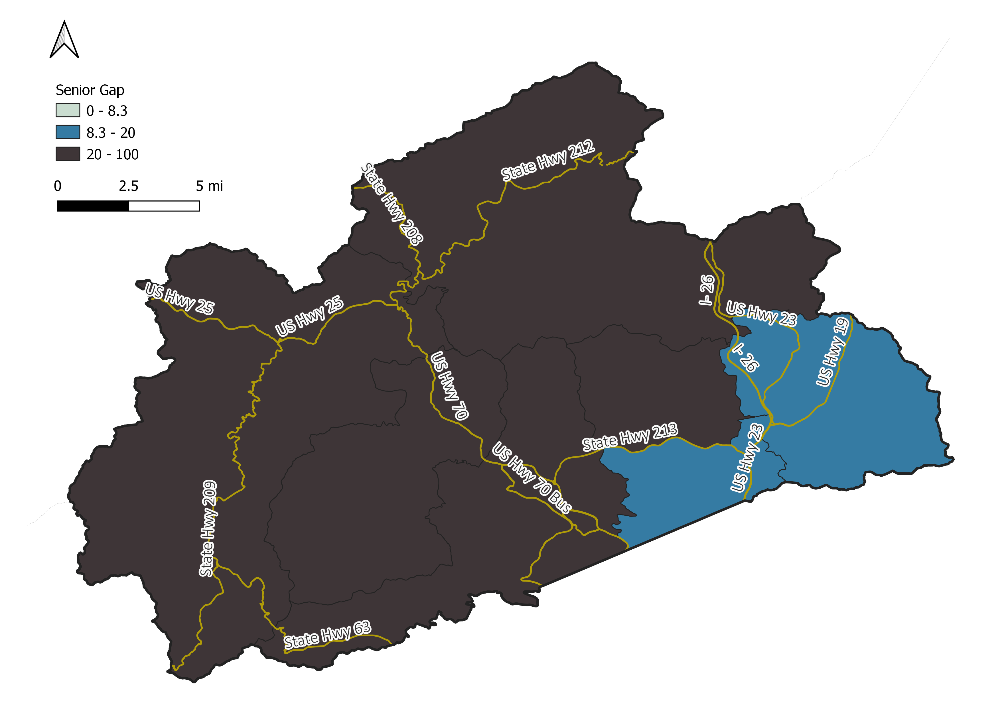 Senior Gap
0 - 8.3
8.3 - 20
20 - 100
0 2.5 5 mi
State Hwy 212
State Hwy 208
US Hwy 25
US Hwy 25
I- 26
US Hwy 23
US Hwy 19
I- 26
US Hwy 70
State Hwy 213
US Hwy 23
US Hwy 70 Bus
State Hwy 209
State Hwy 63